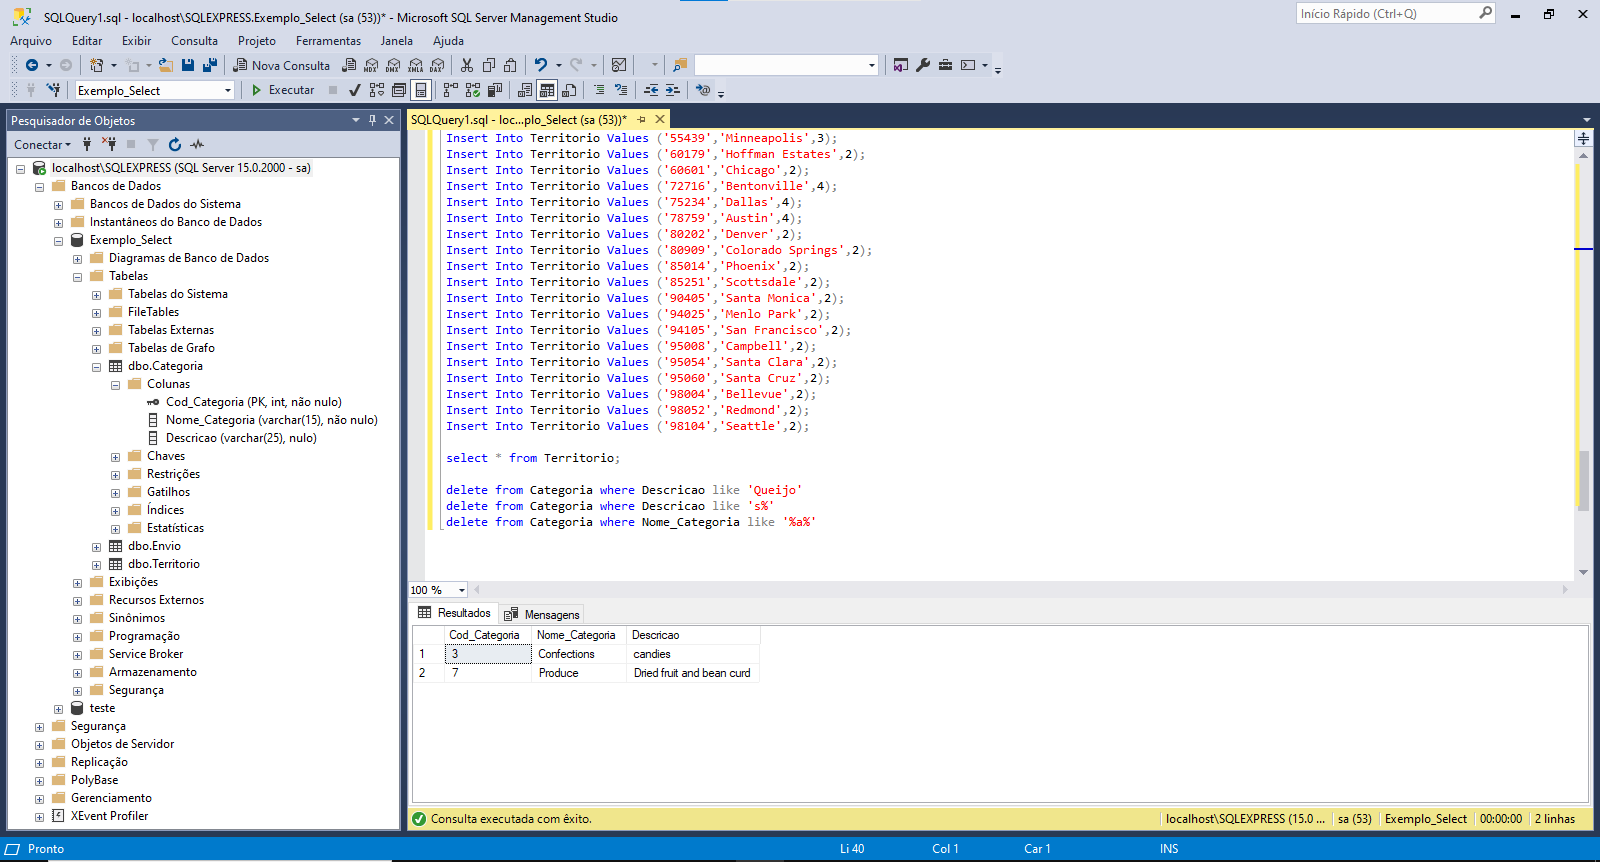 SQLQuery1.sql - localhost\SQLEXPRESS.Exemplo_Select (sa (53))* - Microsoft SQL Server Management Studio
Início Rápido (Ctrl+Q)
Arquivo Editar Exibir Consulta Projeto Ferramentas Janela Ajuda
Nova Consulta MDX DMX XMLA DAX
Exemplo_Select Executar
Pesquisador de Objetos
Conectar
localhost\SQLEXPRESS (SQL Server 15.0.2000 - sa)
Bancos de Dados
Bancos de Dados do Sistema
Instantâneos do Banco de Dados
Exemplo_Select
Diagramas de Banco de Dados
Tabelas
Tabelas do Sistema
FileTables
Tabelas Externas
Tabelas de Grafo
dbo.Categoria
Colunas
Cod_Categoria (PK, int, não nulo)
Nome_Categoria (varchar(15), não nulo)
Descricao (varchar(25), nulo)
Chaves
Restrições
Gatilhos
Índices
Estatísticas
dbo.Envio
dbo.Territorio
Exibições
Recursos Externos
Sinônimos
Programação
Service Broker
Armazenamento
Segurança
teste
Segurança
Objetos de Servidor
Replicação
PolyBase
Gerenciamento
XEvent Profiler
SQLQuery1.sql - loc...plo_Select (sa (53))*
Insert Into Territorio Values ('55439','Minneapolis',3);
Insert Into Territorio Values ('60179','Hoffman Estates',2);
Insert Into Territorio Values ('60601','Chicago',2);
Insert Into Territorio Values ('72716','Bentonville',4);
Insert Into Territorio Values ('75234','Dallas',4);
Insert Into Territorio Values ('78759','Austin',4);
Insert Into Territorio Values ('80202','Denver',2);
Insert Into Territorio Values ('80909','Colorado Springs',2);
Insert Into Territorio Values ('85014','Phoenix',2);
Insert Into Territorio Values ('85251','Scottsdale',2);
Insert Into Territorio Values ('90405','Santa Monica',2);
Insert Into Territorio Values ('94025','Menlo Park',2);
Insert Into Territorio Values ('94105','San Francisco',2);
Insert Into Territorio Values ('95008','Campbell',2);
Insert Into Territorio Values ('95054','Santa Clara',2);
Insert Into Territorio Values ('95060','Santa Cruz',2);
Insert Into Territorio Values ('98004','Bellevue',2);
Insert Into Territorio Values ('98052','Redmond',2);
Insert Into Territorio Values ('98104','Seattle',2);
select * from Territorio;
delete from Categoria where Descricao like 'Queijo'
delete from Categoria where Descricao like 's%'
delete from Categoria where Nome_Categoria like '%a%'
100 %
Resultados Mensagens
Cod_Categoria Nome_Categoria Descricao
1 3 Confections candies
2 7 Produce Dried fruit and bean curd
Consulta executada com êxito. localhost\SQLEXPRESS (15.0 ... sa (53) Exemplo_Select 00:00:00 2 linhas
Pronto Li 40 Col 1 Car 1 INS